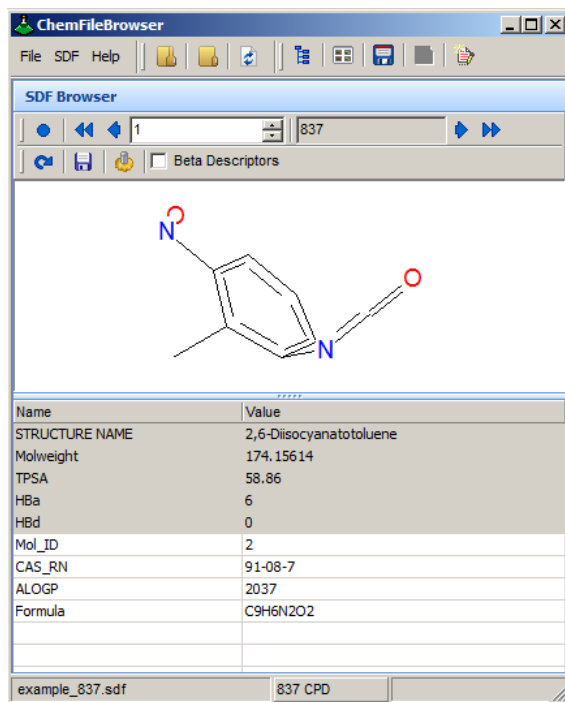 ChemFileBrowser
File SDF Help
SDF Browser
1 837
Beta Descriptors
O
N
O
N
Name Value
STRUCTURE NAME 2,6-Diisocyanatotoluene
Molweight 174.15614
TPSA 58.86
HBa 6
HBd 0
Mol_ID 2
CAS_RN 91-08-7
ALOGP 2037
Formula C9H6N2O2
example_837.sdf 837 CPD